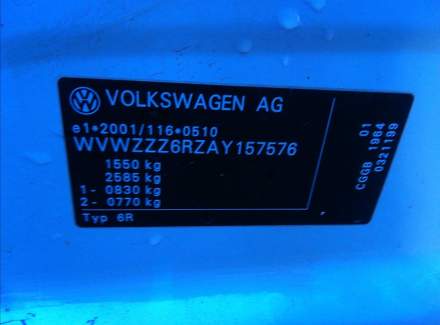 VOLKSWAGEN AG
e1*2001/116*0510
WVWZZZ6RZAY157576
1550 kg
2585 kg
1- 0830 kg
2- 0770 kg
Typ 6R
01
CGGB 1964
0321199